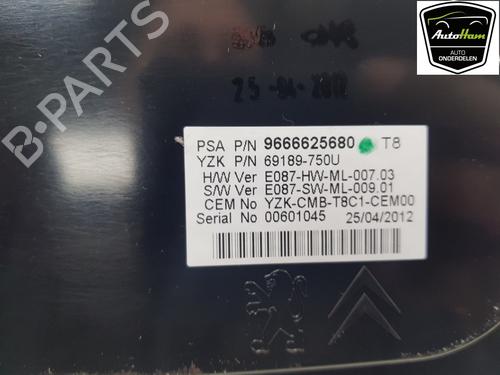 AutoHam
AUTO
ONDERDELEN
25-04-2012
PSA P/N 9666625680 T8
YZK P/N 69189-750U
H/W Ver E087-HW-ML-007.03
S/W Ver E087-SW-ML-009.01
CEM No YZK-CMB-T8C1-CEM00
Serial No 00601045 25/04/2012
B-PARTS